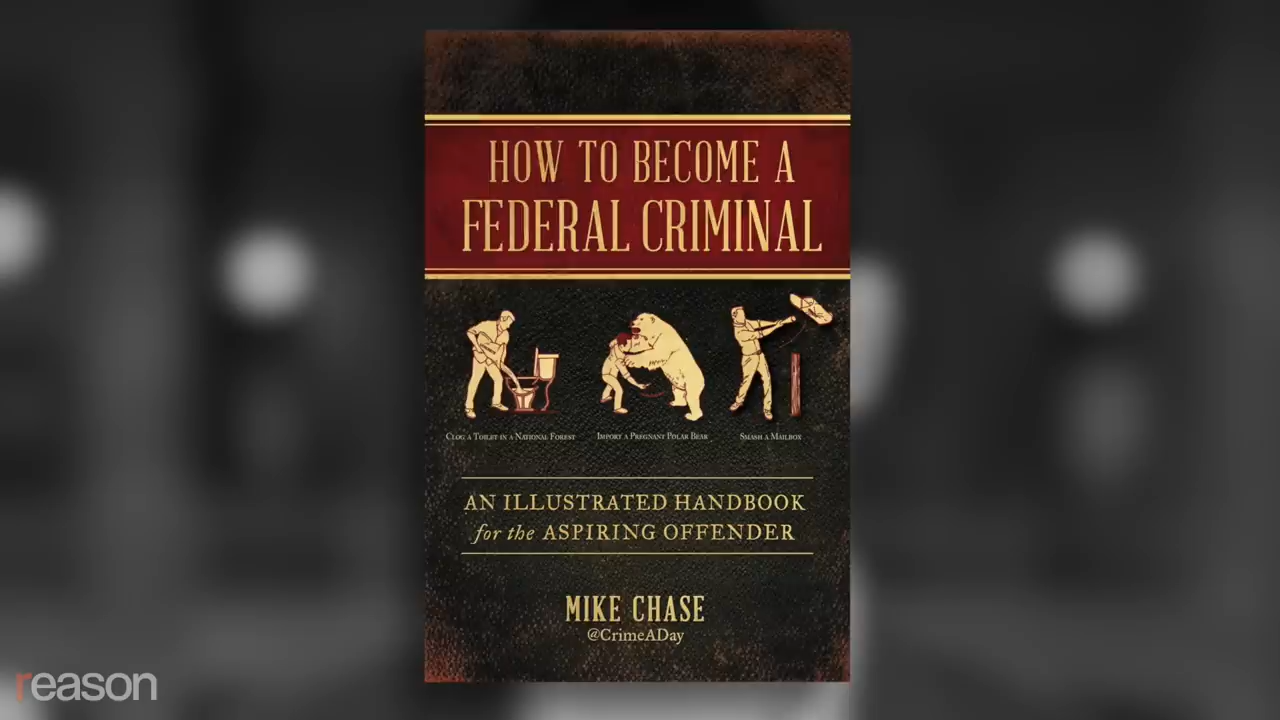 HOW TO BECOME A
FEDERAL CRIMINAL
CLOG A TOILET IN A NATIONAL FOREST
IMPORT A PREGNANT POLAR BEAR
SMASH A MAILBOX
AN ILLUSTRATED HANDBOOK
for the ASPIRING OFFENDER
MIKE CHASE
@CrimeADay
reason